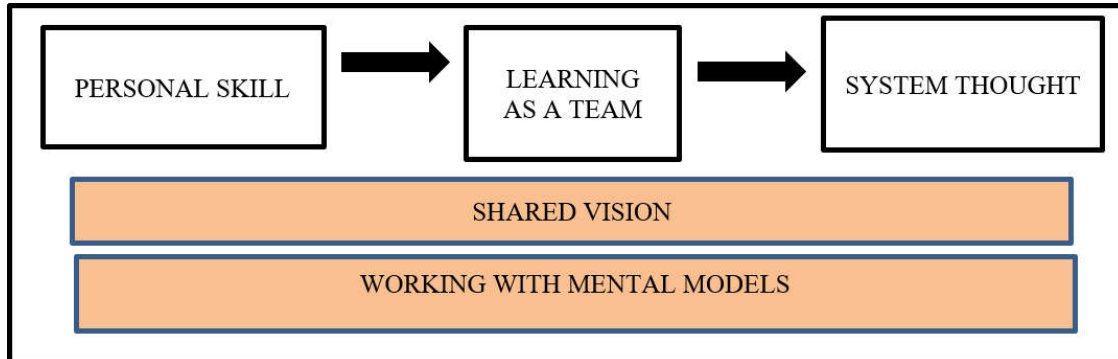 PERSONAL SKILL
LEARNING
AS A TEAM
SYSTEM THOUGHT
SHARED VISION
WORKING WITH MENTAL MODELS